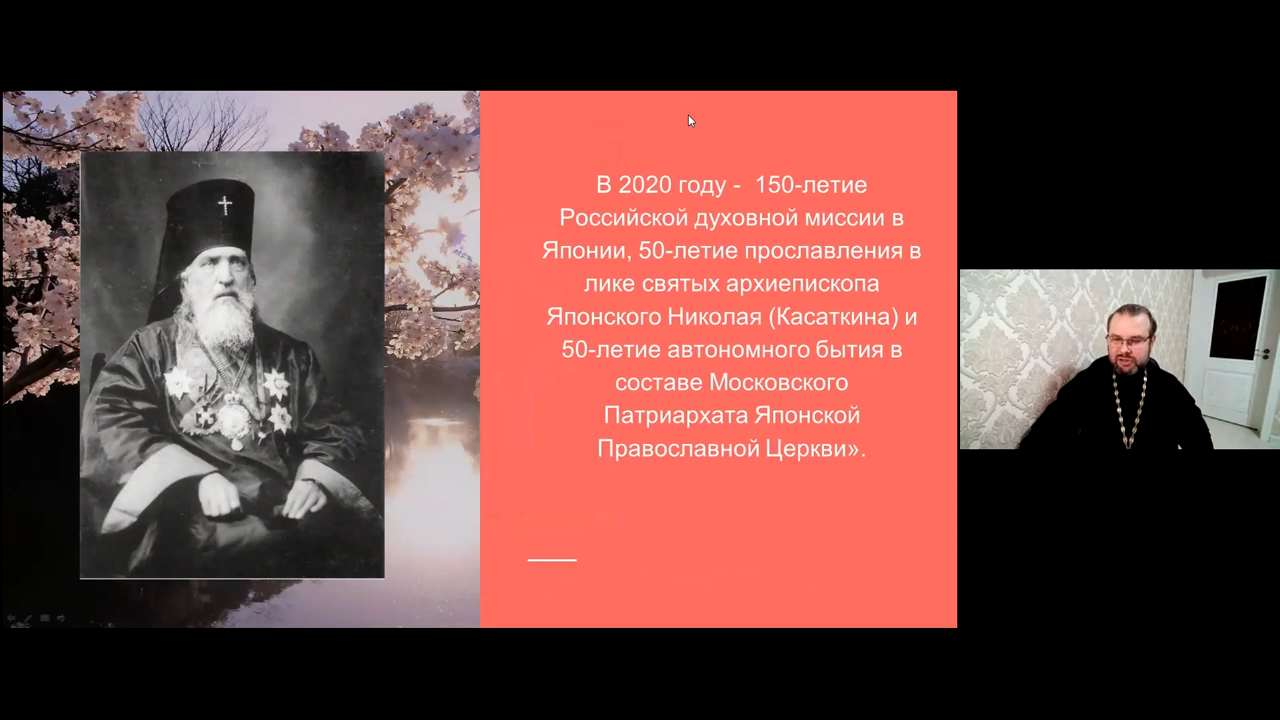 В 2020 году -  150-летие
Российской духовной миссии в
Японии, 50-летие прославления в
лике святых архиепископа
Японского Николая (Касаткина) и
50-летие автономного бытия в
составе Московского
Патриархата Японской
Православной Церкви».